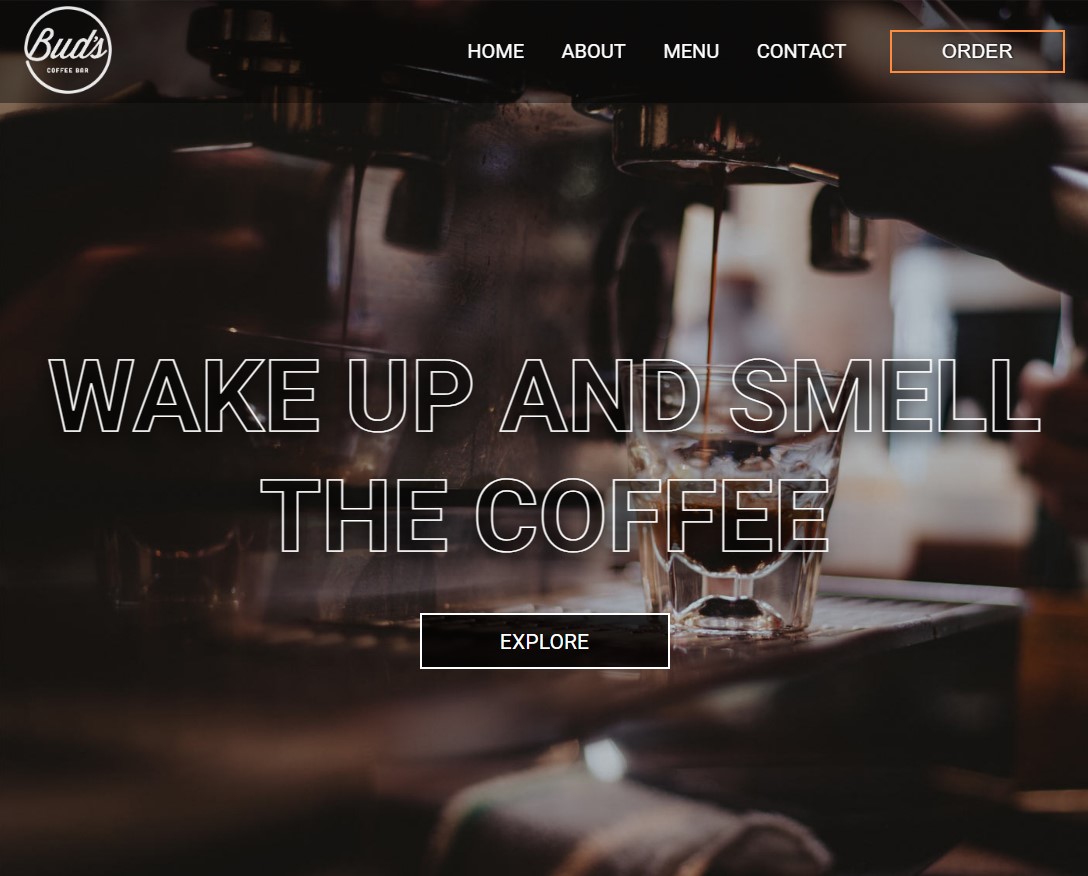 Bud's
COFFEE BAR
HOME ABOUT MENU CONTACT ORDER
WAKE UP AND SMELL
THE COFFEE
EXPLORE